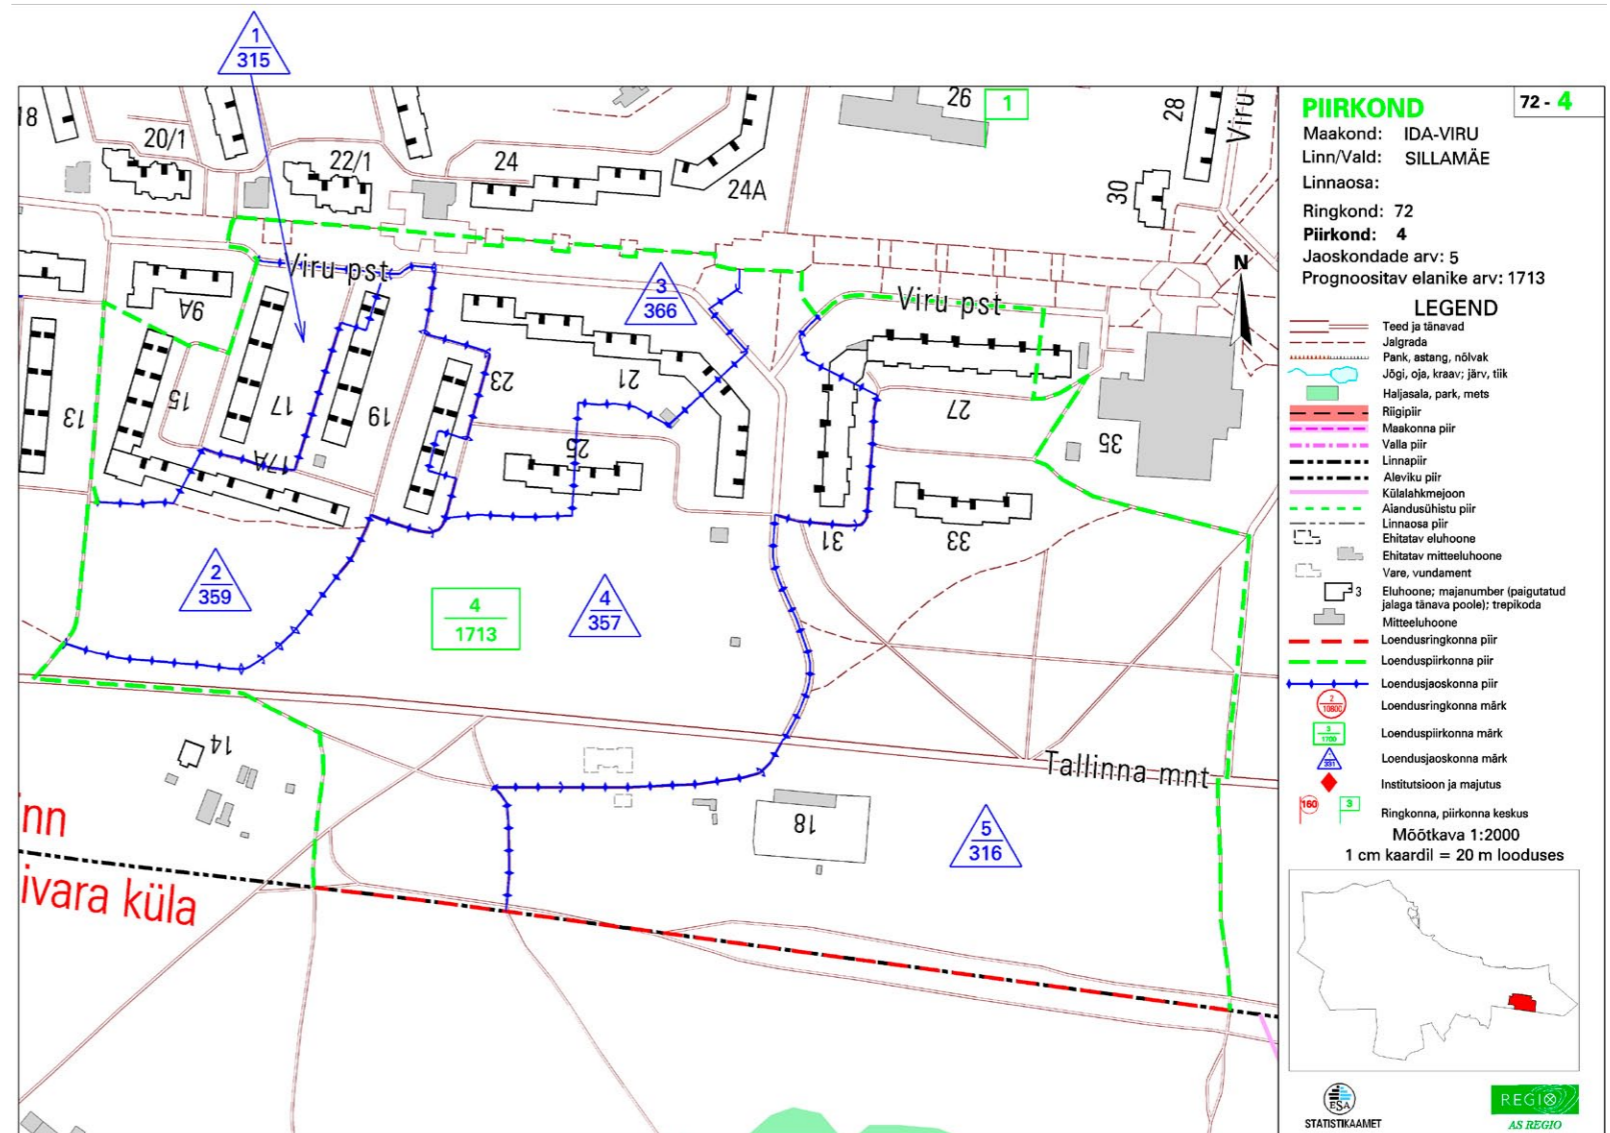 1
315
18
20/1
22/1
24
24A
26
1
28
Viru
30
Viru pst
3
366
Viru pst
9A
13
15
17
19
23
21
27
35
17A
25
31
33
2
359
4
1713
4
357
14
Tallinna mnt
18
5
316
nn
ivara küla
N
72 - 4
PIIRKOND
Maakond: IDA-VIRU
Linn/Vald: SILLAMÄE
Linnaosa:
Ringkond: 72
Piirkond: 4
Jaoskondade arv: 5
Prognoositav elanike arv: 1713
LEGEND
Teed ja tänavad
Jalgrada
Pank, astang, nõlvak
Jõgi, oja, kraav; järv, tiik
Haljasala, park, mets
Riigipiir
Maakonna piir
Valla piir
Linnapiir
Aleviku piir
Külalahkmejoon
Aiandusühistu piir
Linnaosa piir
Ehitatav eluhoone
Ehitatav mitteeluhoone
Vare, vundament
3 Eluhoone; majanumber (paigutatud
jalaga tänava poole); trepikoda
Mitteeluhoone
Loendusringkonna piir
Loenduspiirkonna piir
Loendusjaoskonna piir
Loendusringkonna märk
Loenduspiirkonna märk
Loendusjaoskonna märk
Institutsioon ja majutus
160 3 Ringkonna, piirkonna keskus
Mõõtkava 1:2000
1 cm kaardil = 20 m looduses
ESA
STATISTIKAAMET
REGIO
AS REGIO